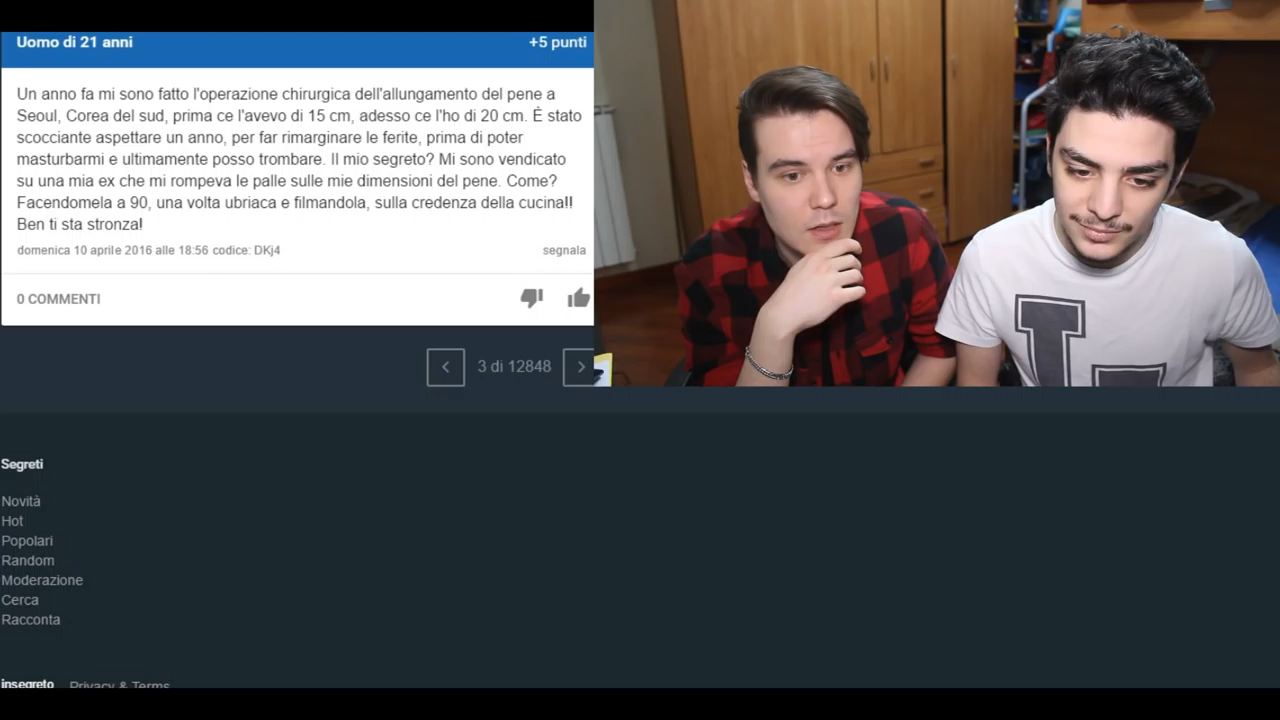 Uomo di 21 anni
+5 punti
Un anno fa mi sono fatto l'operazione chirurgica dell'allungamento del pene a
Seoul, Corea del sud, prima ce l'avevo di 15 cm, adesso ce l'ho di 20 cm. È stato
scocciante aspettare un anno, per far rimarginare le ferite, prima di poter
masturbarmi e ultimamente posso trombare. Il mio segreto? Mi sono vendicato
su una mia ex che mi rompeva le palle sulle mie dimensioni del pene. Come?
Facendomela a 90, una volta ubriaca e filmandola, sulla credenza della cucina!!
Ben ti sta stronza!
domenica 10 aprile 2016 alle 18:56 codice: DKj4
segnala
0 COMMENTI
3 di 12848
Segreti
Novità
Hot
Popolari
Random
Moderazione
Cerca
Racconta
insegreto
Privacy & Terms